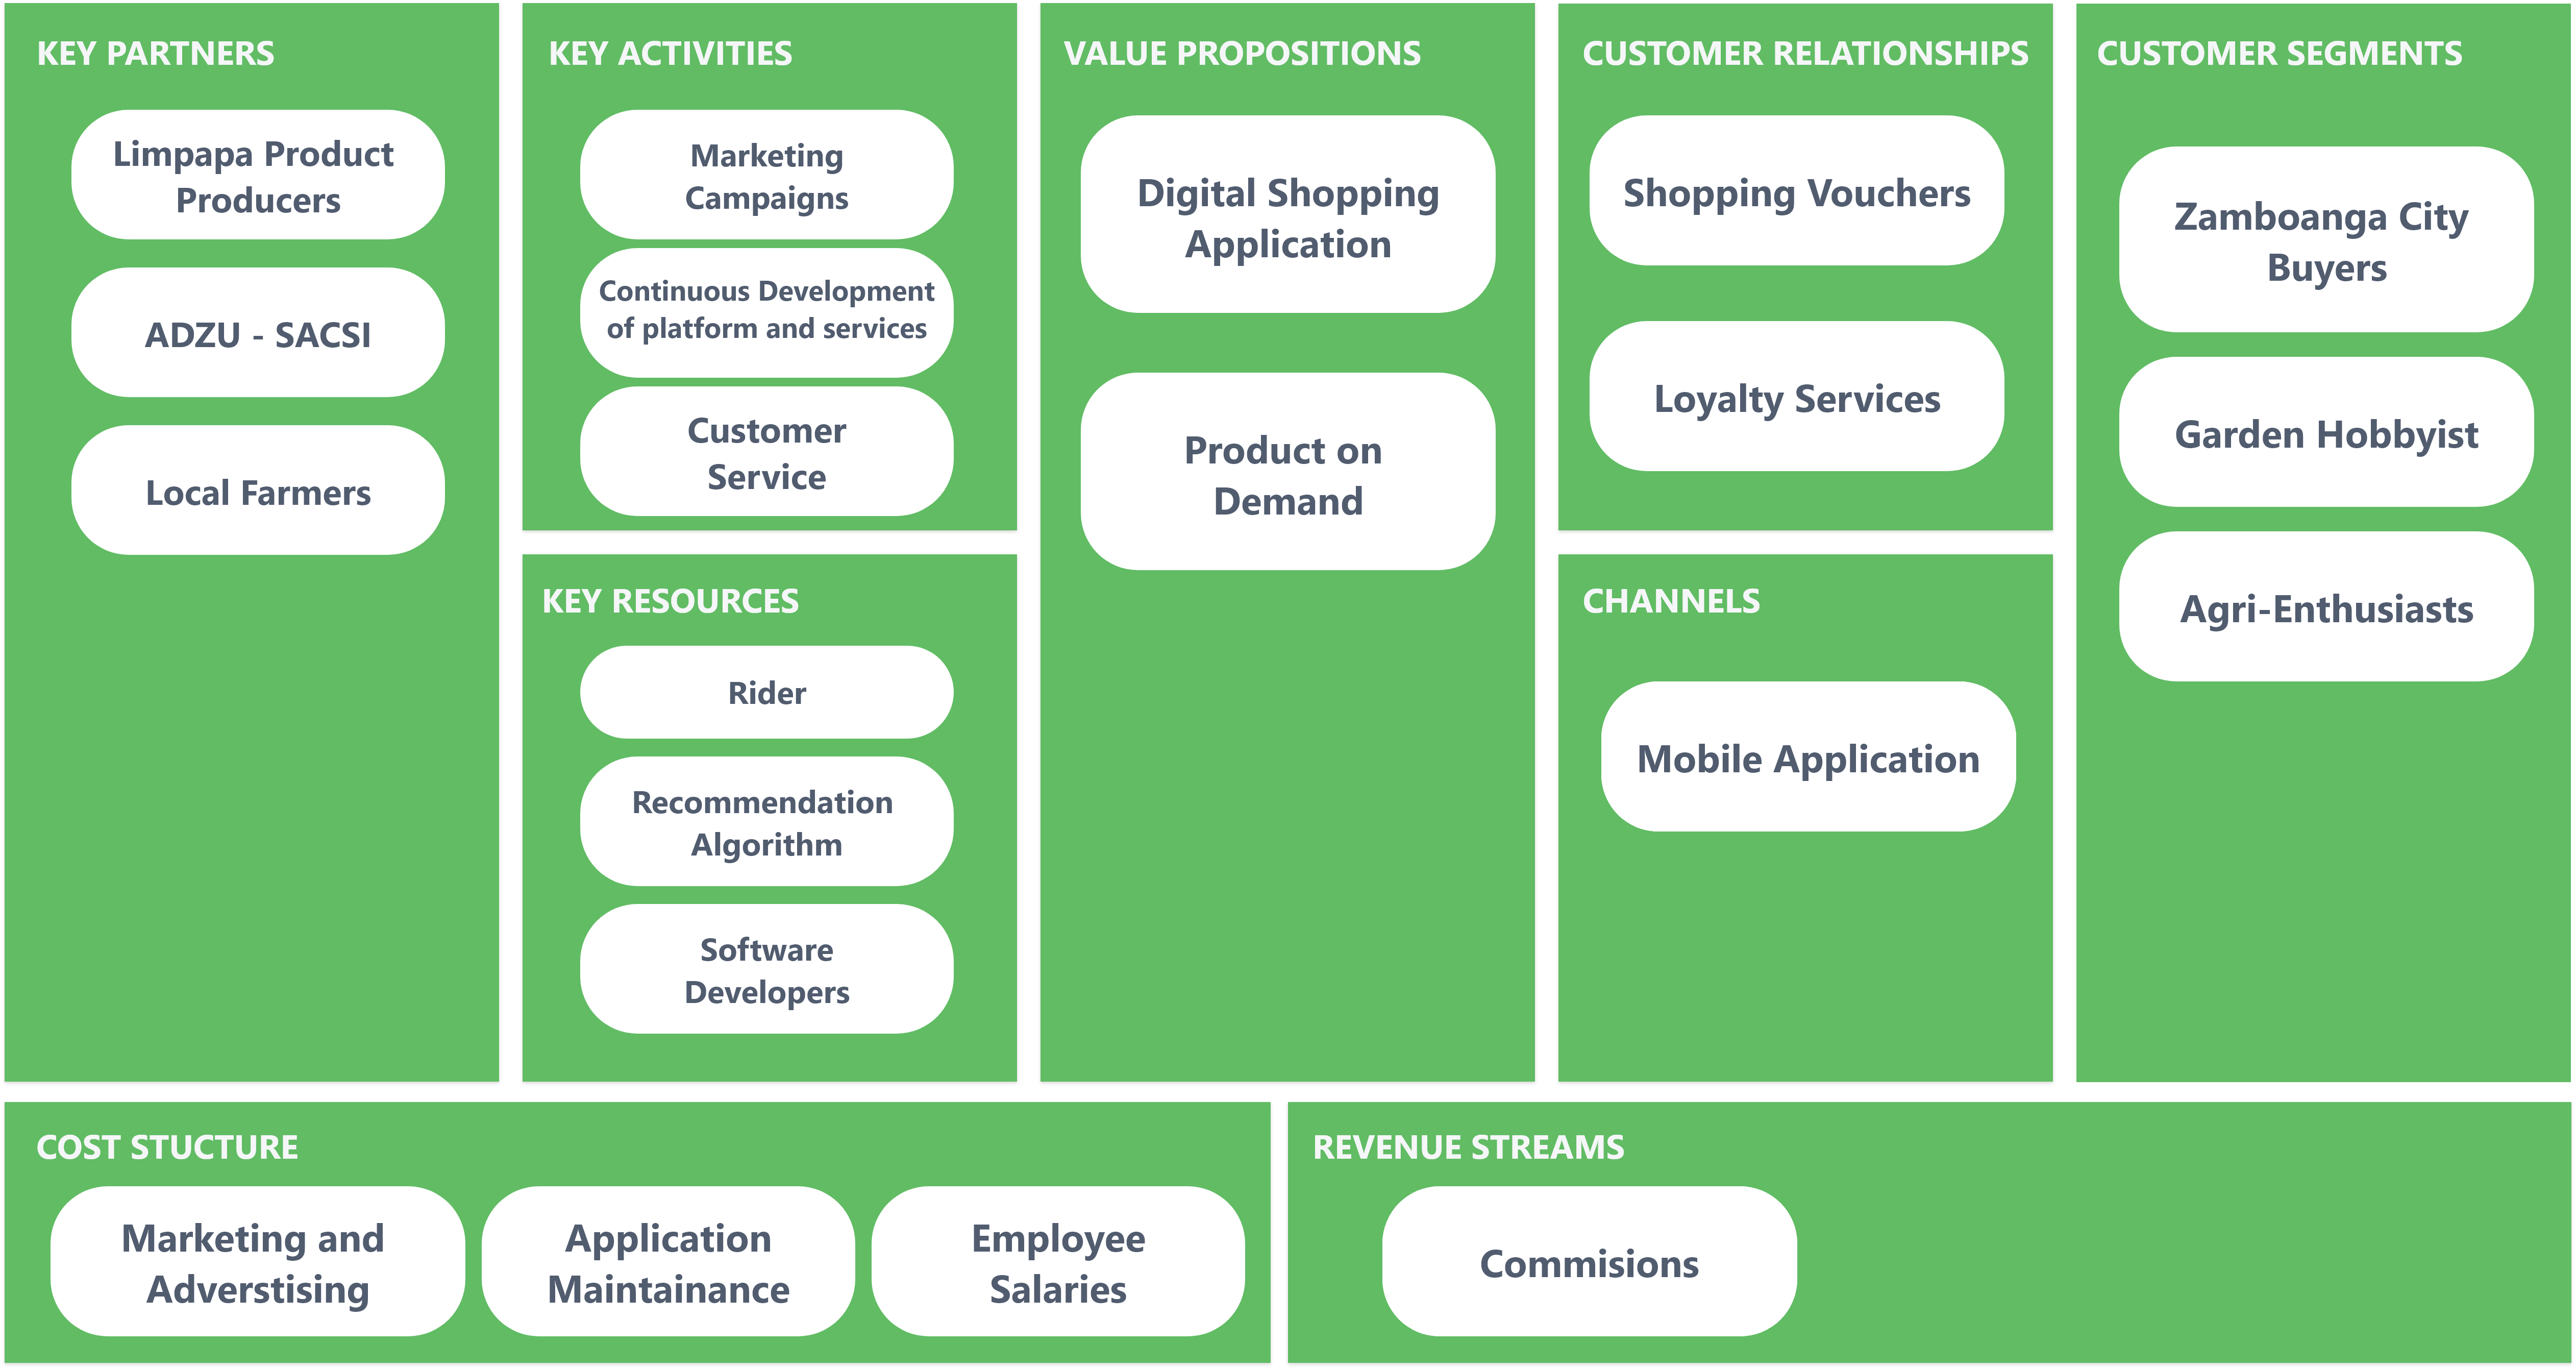 KEY PARTNERS
Limpapa Product
Producers
ADZU - SACSI
Local Farmers
KEY ACTIVITIES
Marketing
Campaigns
Continuous Development
of platform and services
Customer
Service
KEY RESOURCES
Rider
Recommendation
Algorithm
Software
Developers
VALUE PROPOSITIONS
Digital Shopping
Application
Product on
Demand
CUSTOMER RELATIONSHIPS
Shopping Vouchers
Loyalty Services
CHANNELS
Mobile Application
CUSTOMER SEGMENTS
Zamboanga City
Buyers
Garden Hobbyist
Agri-Enthusiasts
COST STUCTURE
Marketing and
Adverstising
Application
Maintainance
Employee
Salaries
REVENUE STREAMS
Commisions